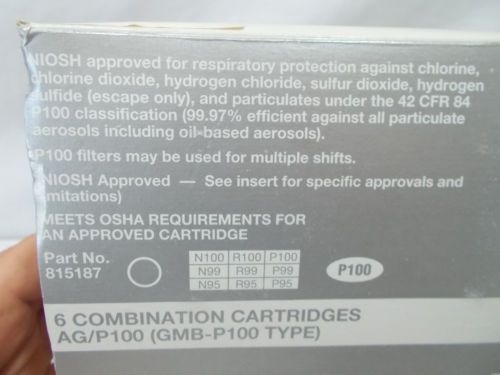 NIOSH approved for respiratory protection against chlorine,
chlorine dioxide, hydrogen chloride, sulfur dioxide, hydrogen
sulfide (escape only), and particulates under the 42 CFR 84
P100 classification (99.97% efficient against all particulate
aerosols including oil-based aerosols).
P100 filters may be used for multiple shifts.
NIOSH Approved — See insert for specific approvals and
limitations)
MEETS OSHA REQUIREMENTS FOR
AN APPROVED CARTRIDGE
Part No.
815187
N100 R100 P100
N99 R99 P99
N95 R95 P95
P100
6 COMBINATION CARTRIDGES
AG/P100 (GMB-P100 TYPE)